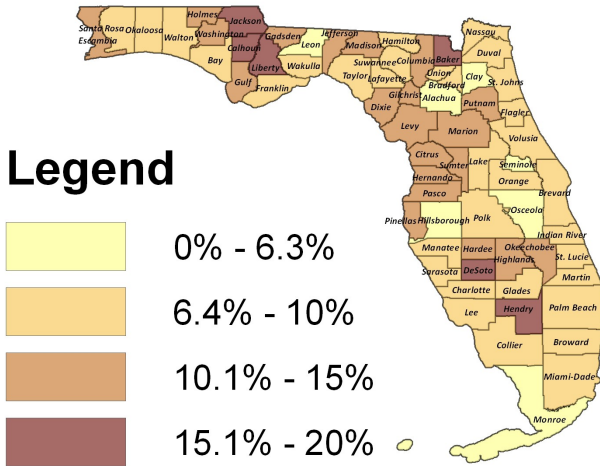 Holmes
Jackson
Santa Rosa Okaloosa
Escambia
Walton
Washington
Calhoun
Bay
Gulf
Liberty
Gadsden
Leon
Wakulla
Franklin
Jefferson
Madison
Taylor
Hamilton
Suwannee
Lafayette
Columbia
Dixie
Gilchrist
Baker
Union
Bradford
Alachua
Nassau
Duval
Clay
St. Johns
Putnam
Flagler
Levy
Marion
Volusia
Citrus
Sumter
Lake
Seminole
Hernando
Orange
Pasco
Brevard
Pinellas
Hillsborough
Polk
Osceola
Indian River
Manatee
Hardee
Okeechobee
Highlands
St. Lucie
Sarasota
DeSoto
Martin
Charlotte
Glades
Lee
Hendry
Palm Beach
Collier
Broward
Miami-Dade
Monroe
Legend
0% - 6.3%
6.4% - 10%
10.1% - 15%
15.1% - 20%